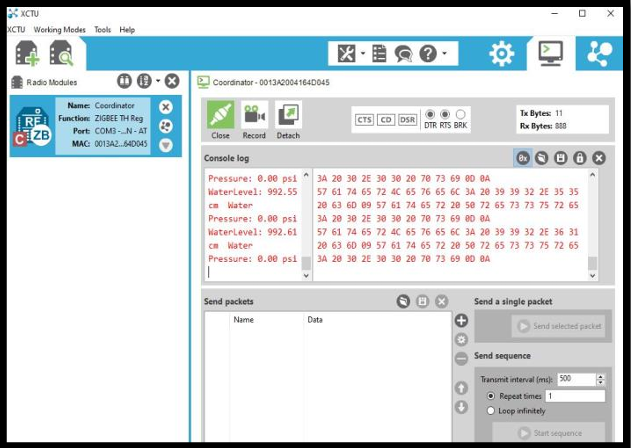 XCTU
XCTU Working Modes Tools Help
Radio Modules
Name: Coordinator
Function: ZIGBEE TH Reg
Port: COM3 -...N - AT
MAC: 0013A2...64D045
Coordinator - 0013A2004164D045
Close Record Detach
CTS CD DSR
DTR RTS BRK
Tx Bytes: 11
Rx Bytes: 888
Console log
Pressure: 0.00 psi
WaterLevel: 992.55
cm Water
Pressure: 0.00 psi
WaterLevel: 992.61
cm Water
Pressure: 0.00 psi
3A 20 30 2E 30 30 20 70 73 69 0D 0A
57 61 74 65 72 4C 65 76 65 6C 3A 20 39 39 32 2E 35 35
20 63 6D 09 57 61 74 65 72 20 50 72 65 73 73 75 72 65
3A 20 30 2E 30 30 20 70 73 69 0D 0A
57 61 74 65 72 4C 65 76 65 6C 3A 20 39 39 32 2E 36 31
20 63 6D 09 57 61 74 65 72 20 50 72 65 73 73 75 72 65
3A 20 30 2E 30 30 20 70 73 69 0D 0A
Send packets
Name Data
Send a single packet
Send selected packet
Send sequence
Transmit interval (ms): 500
Repeat times 1
Loop infinitely
Start sequence